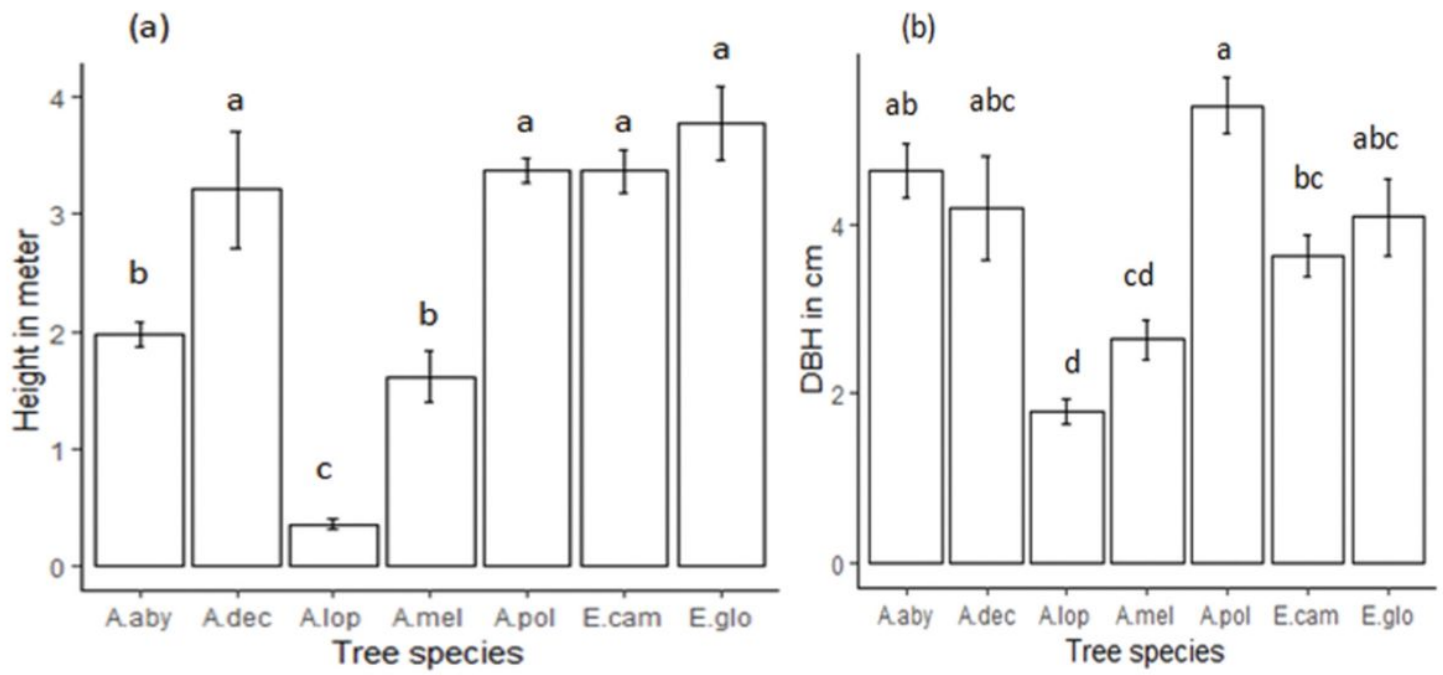 (a)
a
a
a
a
b
b
c
4
3
2
1
0
Height in meter
A.aby A.dec A.lop A.mel A.pol E.cam E.glo
Tree species
(b)
a
ab
abc
abc
bc
cd
d
4
2
0
DBH in cm
A.aby A.dec A.lop A.mel A.pol E.cam E.glo
Tree species